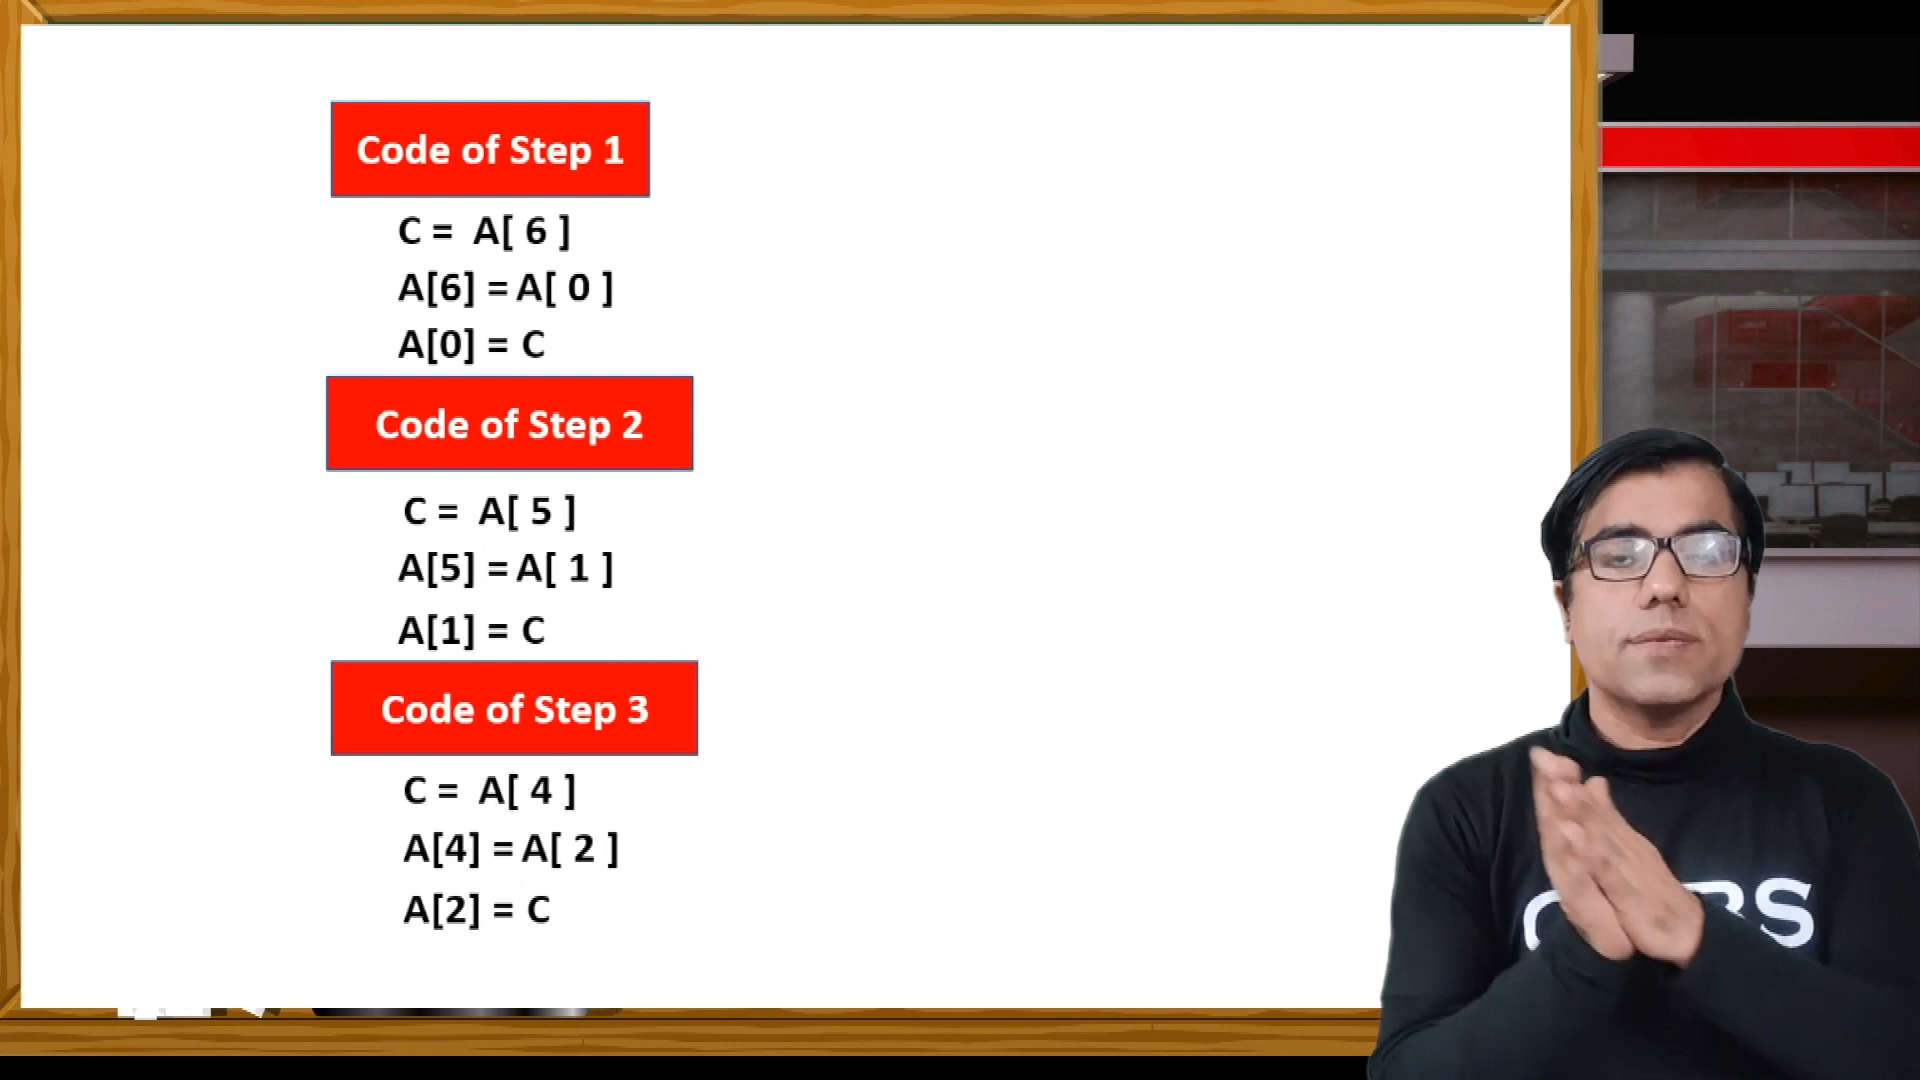 Code of Step 1
C = A[ 6 ]
A[6] = A[ 0 ]
A[0] = C
Code of Step 2
C = A[ 5 ]
A[5] = A[ 1 ]
A[1] = C
Code of Step 3
C = A[ 4 ]
A[4] = A[ 2 ]
A[2] = C